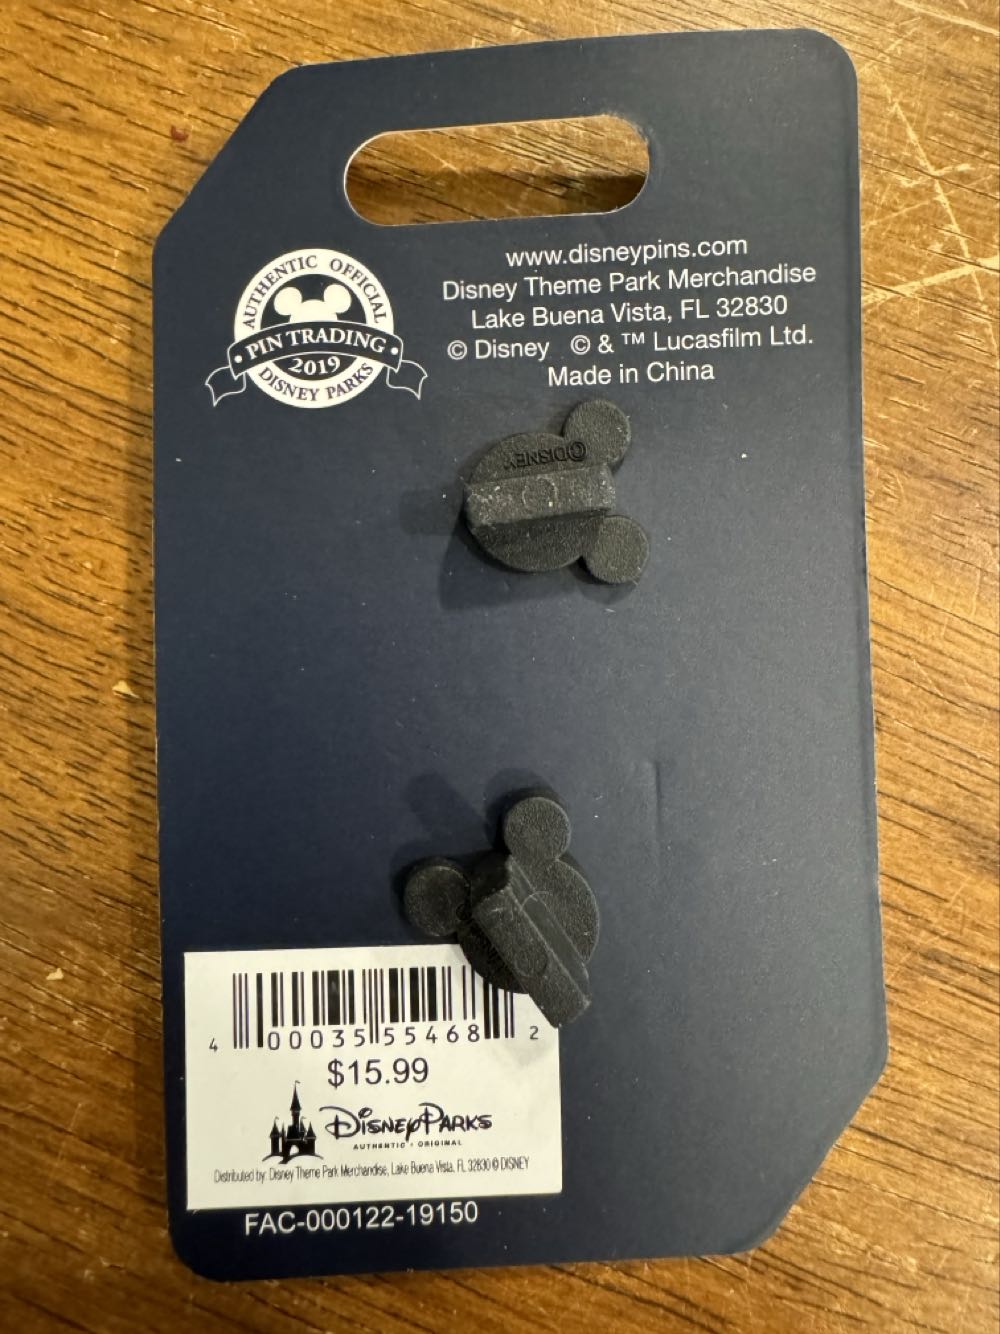 AUTHENTIC OFFICIAL
PIN TRADING
2019
DISNEY PARKS
www.disneypins.com
Disney Theme Park Merchandise
Lake Buena Vista, FL 32830
© Disney © & ™ Lucasfilm Ltd.
Made in China
©DISNEY
4 00035 55468 2
$15.99
Disney Parks
AUTHENTIC • ORIGINAL
Distributed by: Disney Theme Park Merchandise, Lake Buena Vista, FL 32830 © DISNEY
FAC-000122-19150